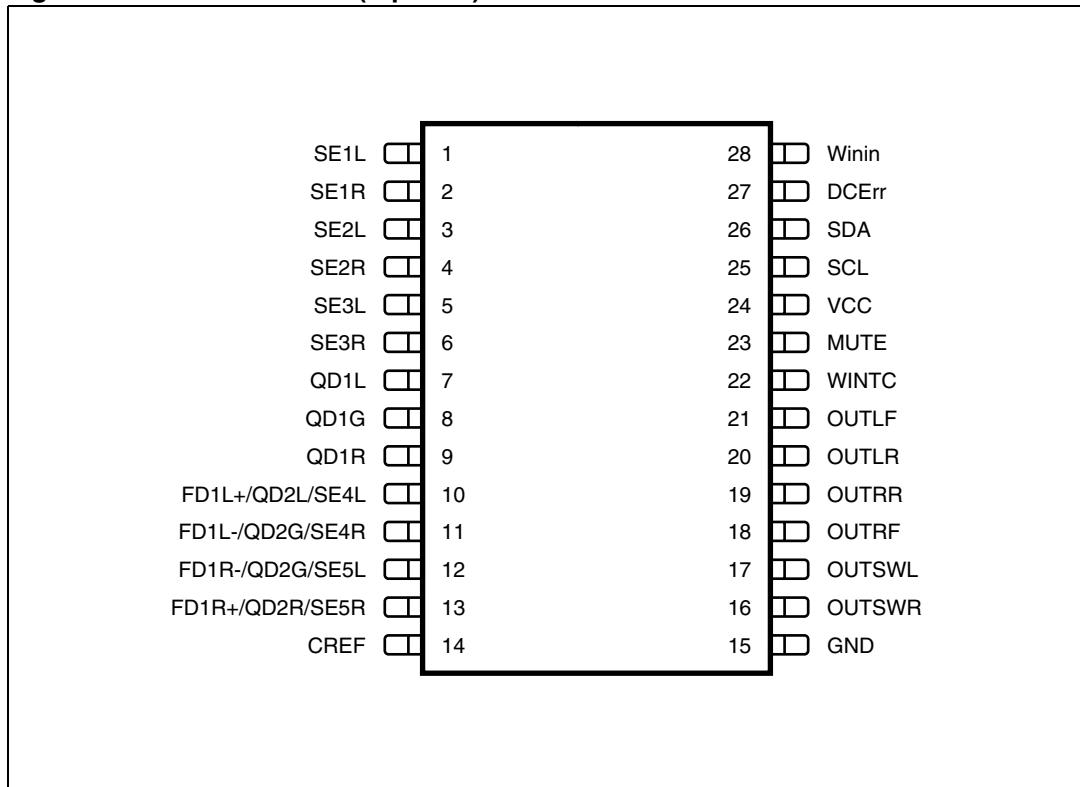 SE1L 1 28 Winin
SE1R 2 27 DCErr
SE2L 3 26 SDA
SE2R 4 25 SCL
SE3L 5 24 VCC
SE3R 6 23 MUTE
QD1L 7 22 WINTC
QD1G 8 21 OUTLF
QD1R 9 20 OUTLR
FD1L+/QD2L/SE4L 10 19 OUTRR
FD1L-/QD2G/SE4R 11 18 OUTRF
FD1R-/QD2G/SE5L 12 17 OUTSWL
FD1R+/QD2R/SE5R 13 16 OUTSWR
CREF 14 15 GND